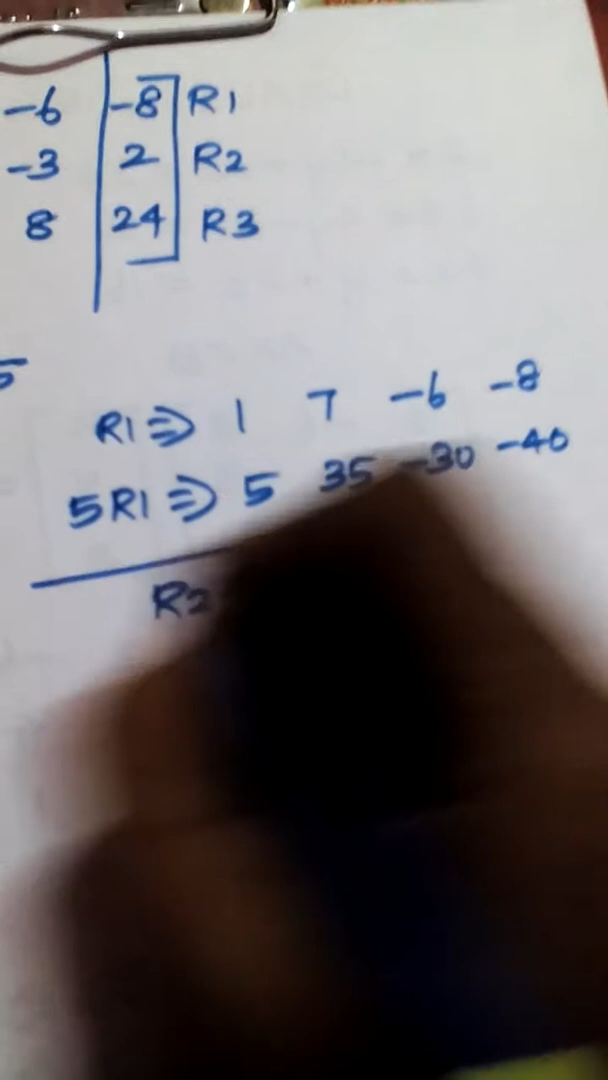 -6 -8 R1
-3 2 R2
8 24 R3
R1 ⇒ 1 7 -6 -8
5R1 ⇒ 5 35 -30 -40
R2